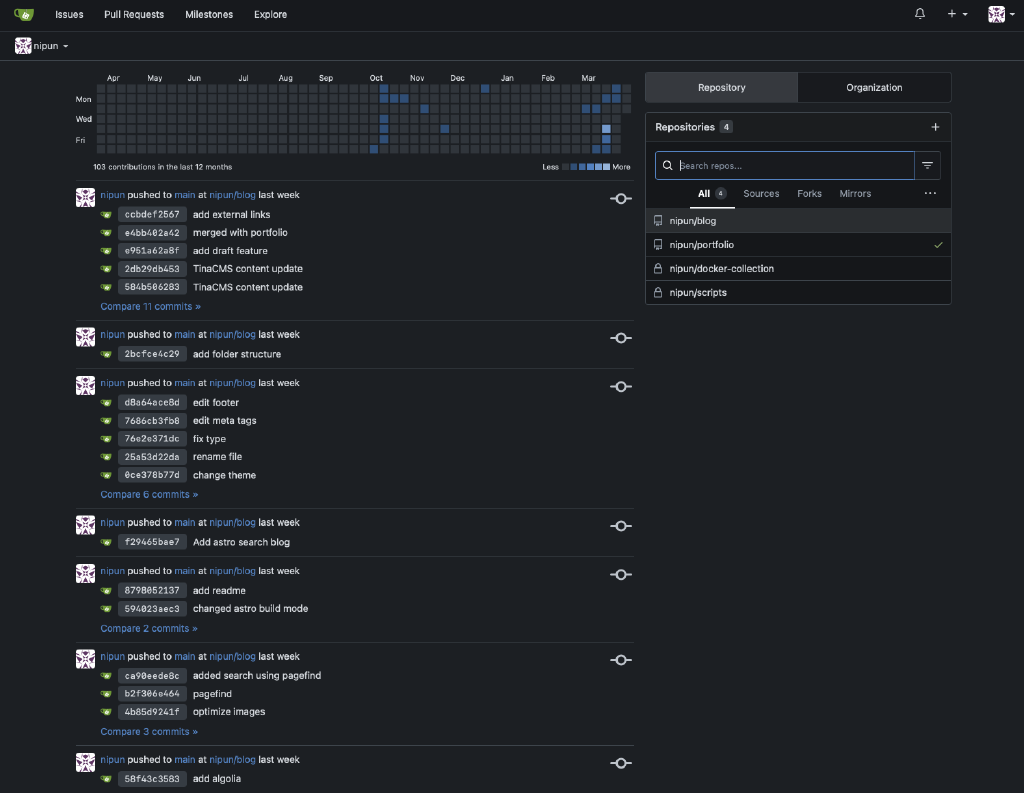 Issues Pull Requests Milestones Explore
nipun
Apr May Jun Jul Aug Sep Oct Nov Dec Jan Feb Mar
Mon
Wed
Fri
103 contributions in the last 12 months Less More
nipun pushed to main at nipun/blog last week
ccbdef2567 add external links
e4bb402a42 merged with portfolio
e951a62a8f add draft feature
2db29db453 TinaCMS content update
584b506283 TinaCMS content update
Compare 11 commits »
nipun pushed to main at nipun/blog last week
2bcfce4c29 add folder structure
nipun pushed to main at nipun/blog last week
d8a64ace8d edit footer
7686cb3fb8 edit meta tags
76e2e371dc fix type
25a53d22da rename file
0ce378b77d change theme
Compare 6 commits »
nipun pushed to main at nipun/blog last week
f29465bae7 Add astro search blog
nipun pushed to main at nipun/blog last week
8798052137 add readme
594023aec3 changed astro build mode
Compare 2 commits »
nipun pushed to main at nipun/blog last week
ca90eede8c added search using pagefind
b2f306e464 pagefind
4b85d9241f optimize images
Compare 3 commits »
nipun pushed to main at nipun/blog last week
58f43c3583 add algolia
Repository Organization
Repositories 4
Search repos...
All 4 Sources Forks Mirrors
nipun/blog
nipun/portfolio
nipun/docker-collection
nipun/scripts